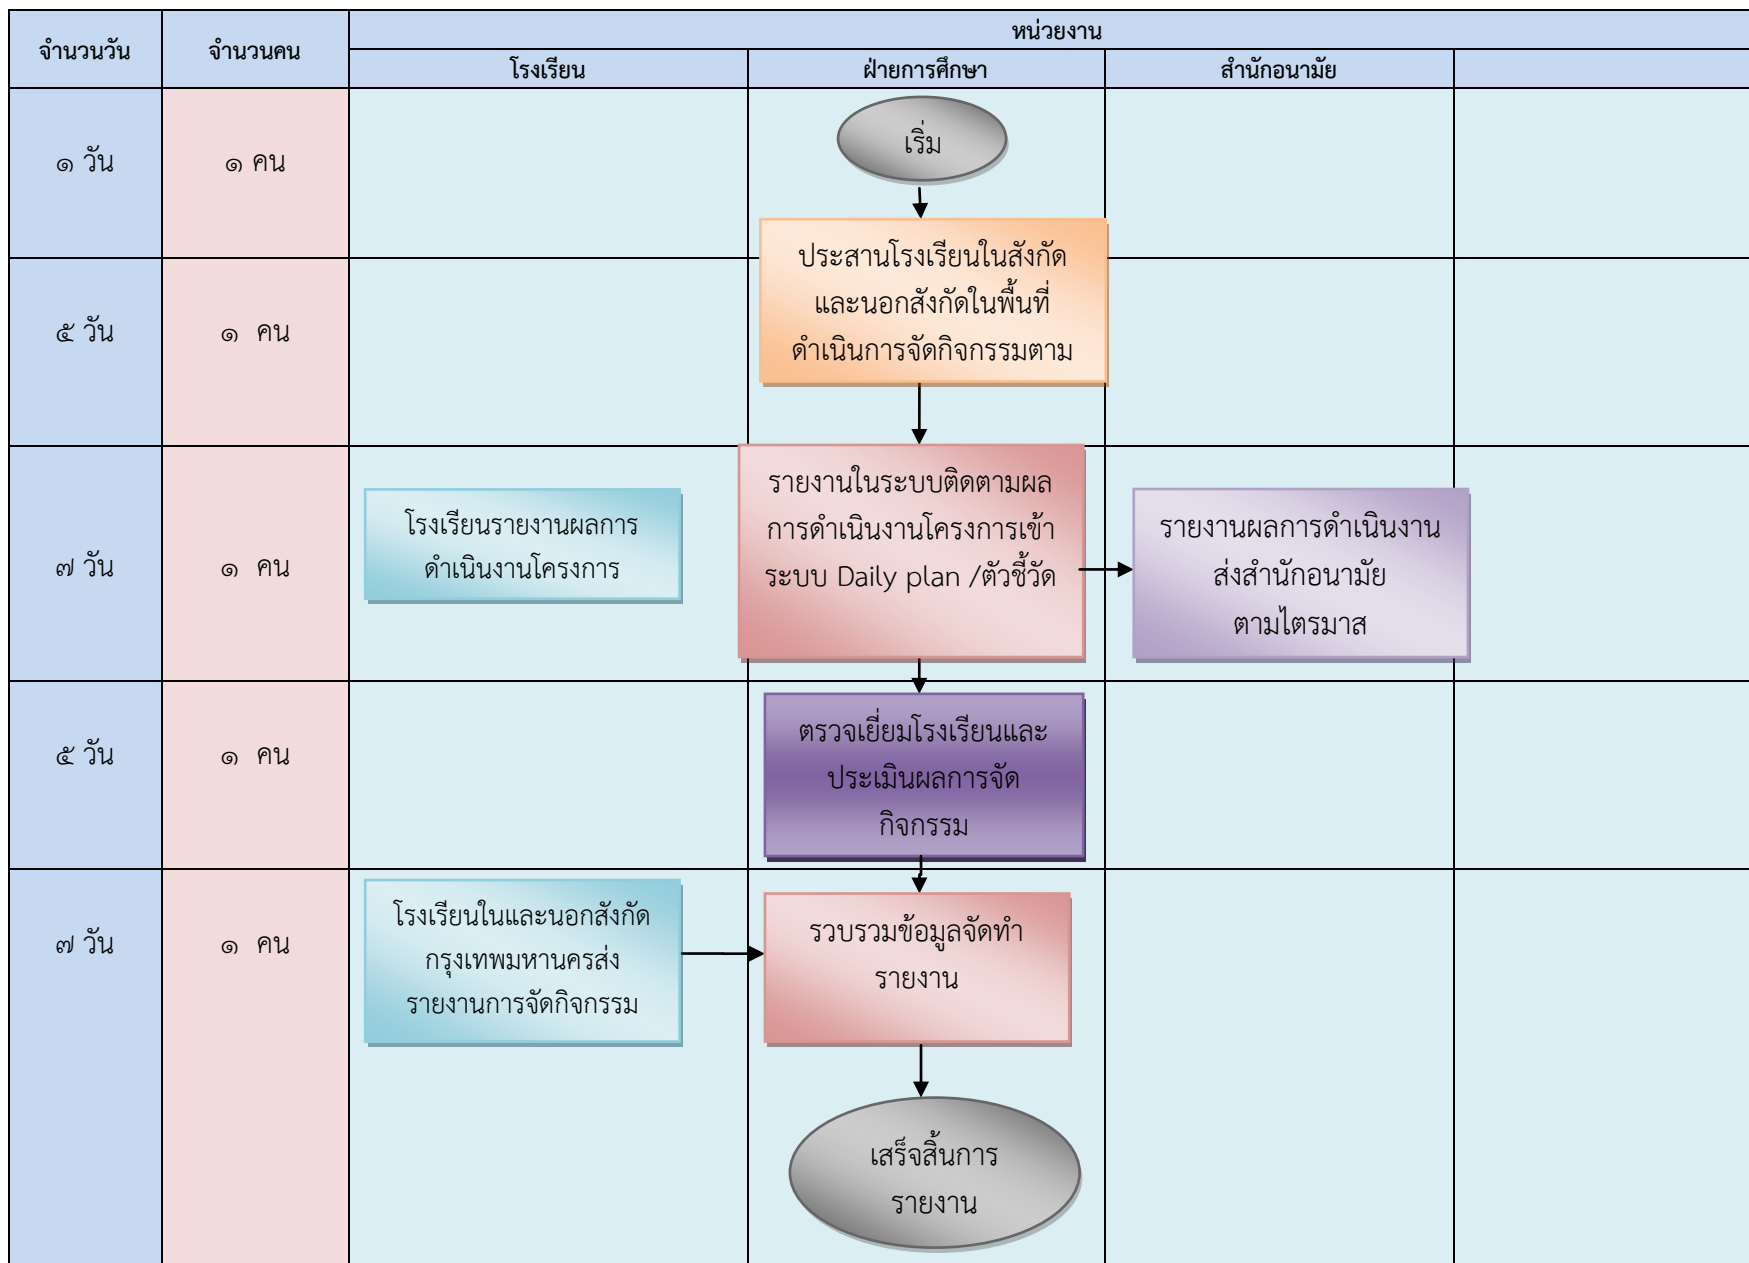 จำนวนวัน
จำนวนคน
หน่วยงาน
โรงเรียน
ฝ่ายการศึกษา
สำนักอนามัย
๑ วัน
๑ คน
เริ่ม
ประสานโรงเรียนในสังกัด
และนอกสังกัดในพื้นที่
ดำเนินการจัดกิจกรรมตาม
๕ วัน
๑ คน
๗ วัน
๑ คน
โรงเรียนรายงานผลการ
ดำเนินงานโครงการ
รายงานในระบบติดตามผล
การดำเนินงานโครงการเข้า
ระบบ Daily plan /ตัวชี้วัด
รายงานผลการดำเนินงาน
ส่งสำนักอนามัย
ตามไตรมาส
๕ วัน
๑ คน
ตรวจเยี่ยมโรงเรียนและ
ประเมินผลการจัด
กิจกรรม
๗ วัน
๑ คน
โรงเรียนในและนอกสังกัด
กรุงเทพมหานครส่ง
รายงานการจัดกิจกรรม
รวบรวมข้อมูลจัดทำ
รายงาน
เสร็จสิ้นการ
รายงาน